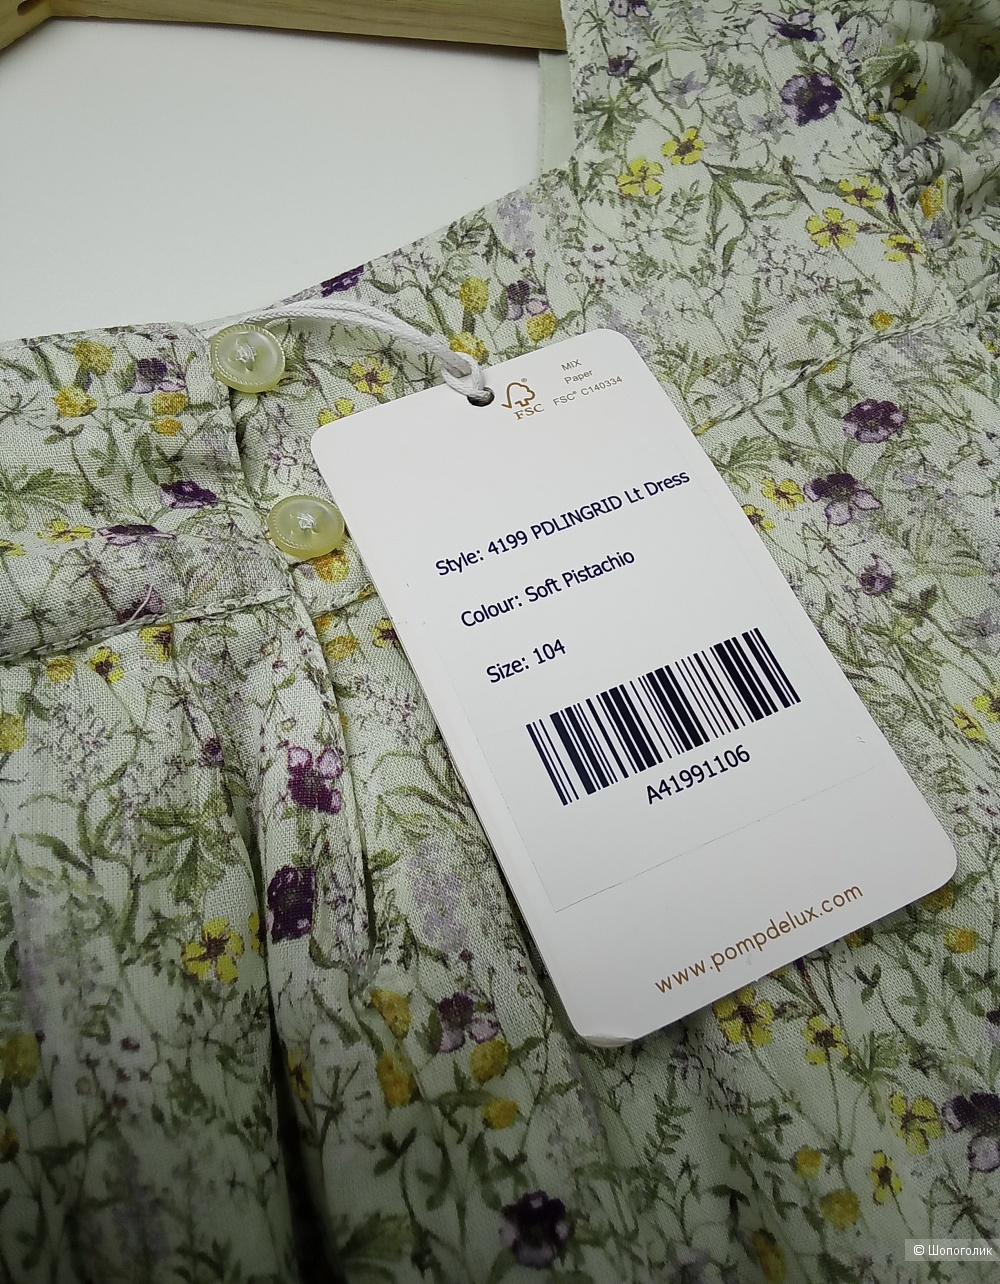 FSC
MIX
Paper
FSC® C140334
Style: 4199 PDLINGRID Lt Dress
Colour: Soft Pistachio
Size: 104
A41991106
www.pompdelux.com
© Шопоголик